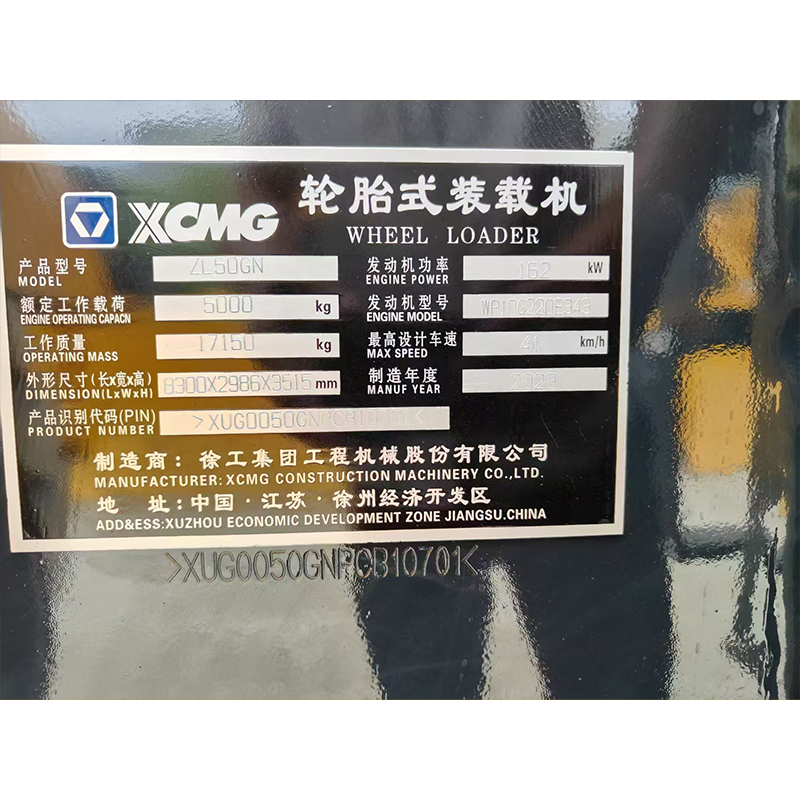 XCMG 轮胎式装载机
WHEEL LOADER
产品型号 ZL50GN 发动机功率 162 kW
MODEL ENGINE POWER
额定工作载荷 5000 kg 发动机型号 WP10G220E343
ENGINE OPERATING CAPACN ENGINE MODEL
工作质量 17150 kg 最高设计车速 km/h
OPERATING MASS MAX SPEED
外形尺寸(长x宽x高) 8300X2986X3515 mm 制造年度 2023
DIMENSION(LxWxH) MANUF YEAR
产品识别代码(PIN) >XUG0050GNPCB10701<
PRODUCT NUMBER
制造商：徐工集团工程机械股份有限公司
MANUFACTURER:XCMG CONSTRUCTION MACHINERY CO.,LTD.
地 址:中国·江苏·徐州经济开发区
ADD&ESS:XUZHOU ECONOMIC DEVELOPMENT ZONE JIANGSU.CHINA
>XUG0050GNPCB10701<